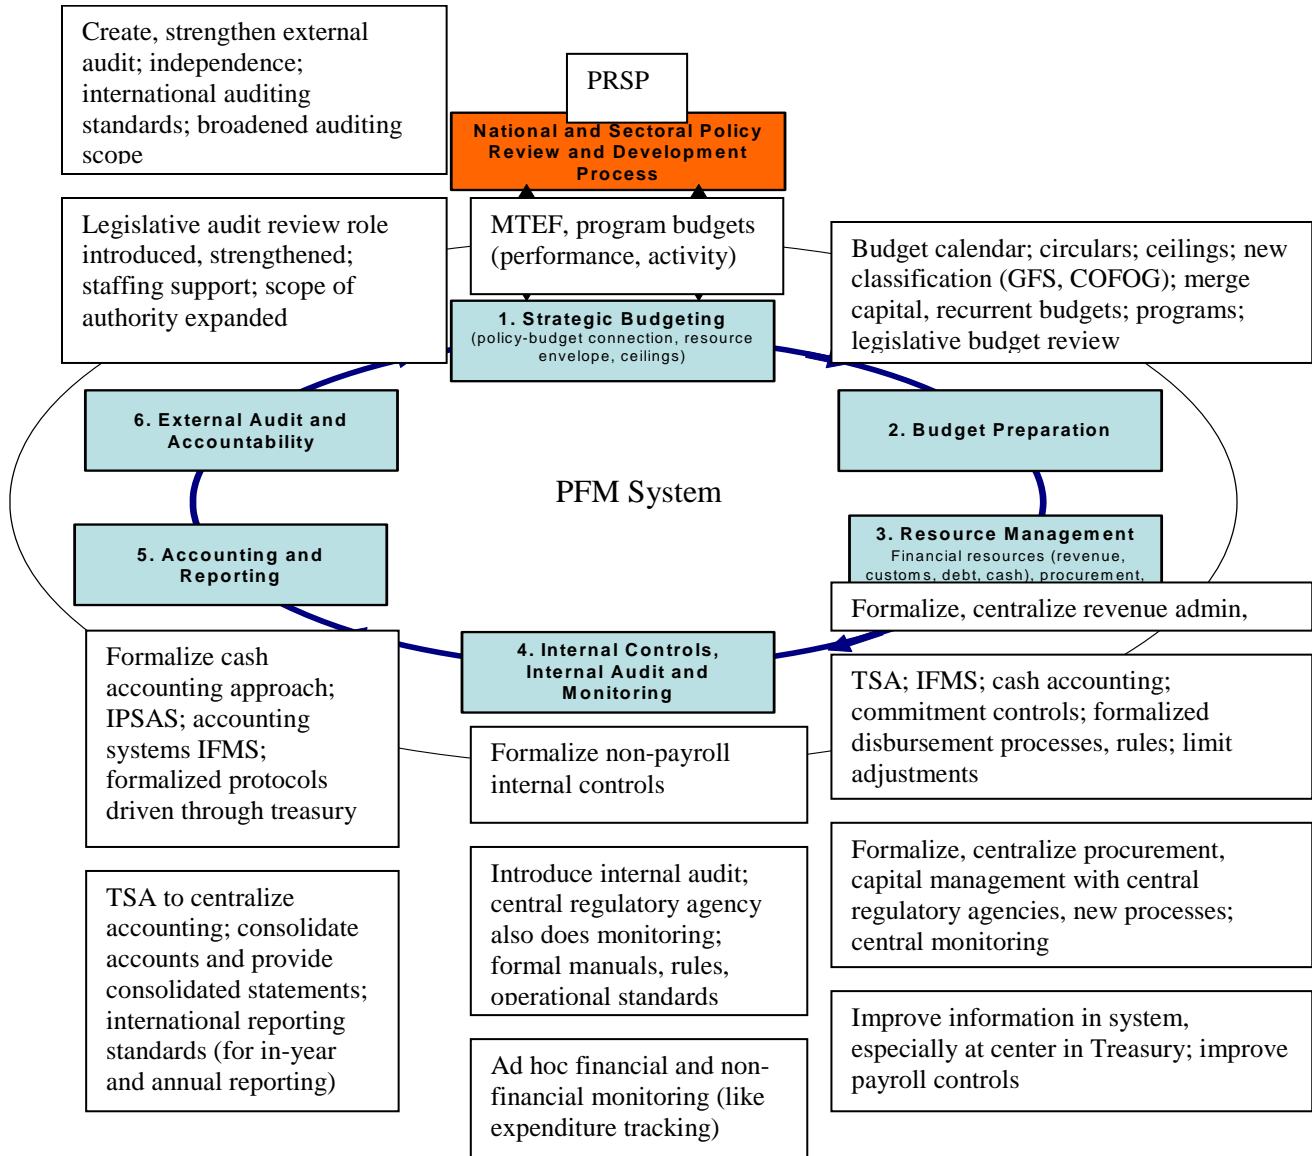 Create, strengthen external
audit; independence;
international auditing
standards; broadened auditing
scope
PRSP
National and Sectoral Policy
Review and Development
Process
Legislative audit review role
introduced, strengthened;
staffing support; scope of
authority expanded
MTEF, program budgets
(performance, activity)
Budget calendar; circulars; ceilings; new
classification (GFS, COFOG); merge
capital, recurrent budgets; programs;
legislative budget review
1. Strategic Budgeting
(policy-budget connection, resource
envelope, ceilings)
6. External Audit and
Accountability
2. Budget Preparation
PFM System
5. Accounting and
Reporting
3. Resource Management
Financial resources (revenue,
customs, debt, cash), procurement,
Formalize, centralize revenue admin,
4. Internal Controls,
Internal Audit and
Monitoring
Formalize cash
accounting approach;
IPSAS; accounting
systems IFMS;
formalized protocols
driven through treasury
TSA; IFMS; cash accounting;
commitment controls; formalized
disbursement processes, rules; limit
adjustments
Formalize non-payroll
internal controls
Formalize, centralize procurement,
capital management with central
regulatory agencies, new processes;
central monitoring
Introduce internal audit;
central regulatory agency
also does monitoring;
formal manuals, rules,
operational standards
TSA to centralize
accounting; consolidate
accounts and provide
consolidated statements;
international reporting
standards (for in-year
and annual reporting)
Improve information in system,
especially at center in Treasury; improve
payroll controls
Ad hoc financial and non-
financial monitoring (like
expenditure tracking)